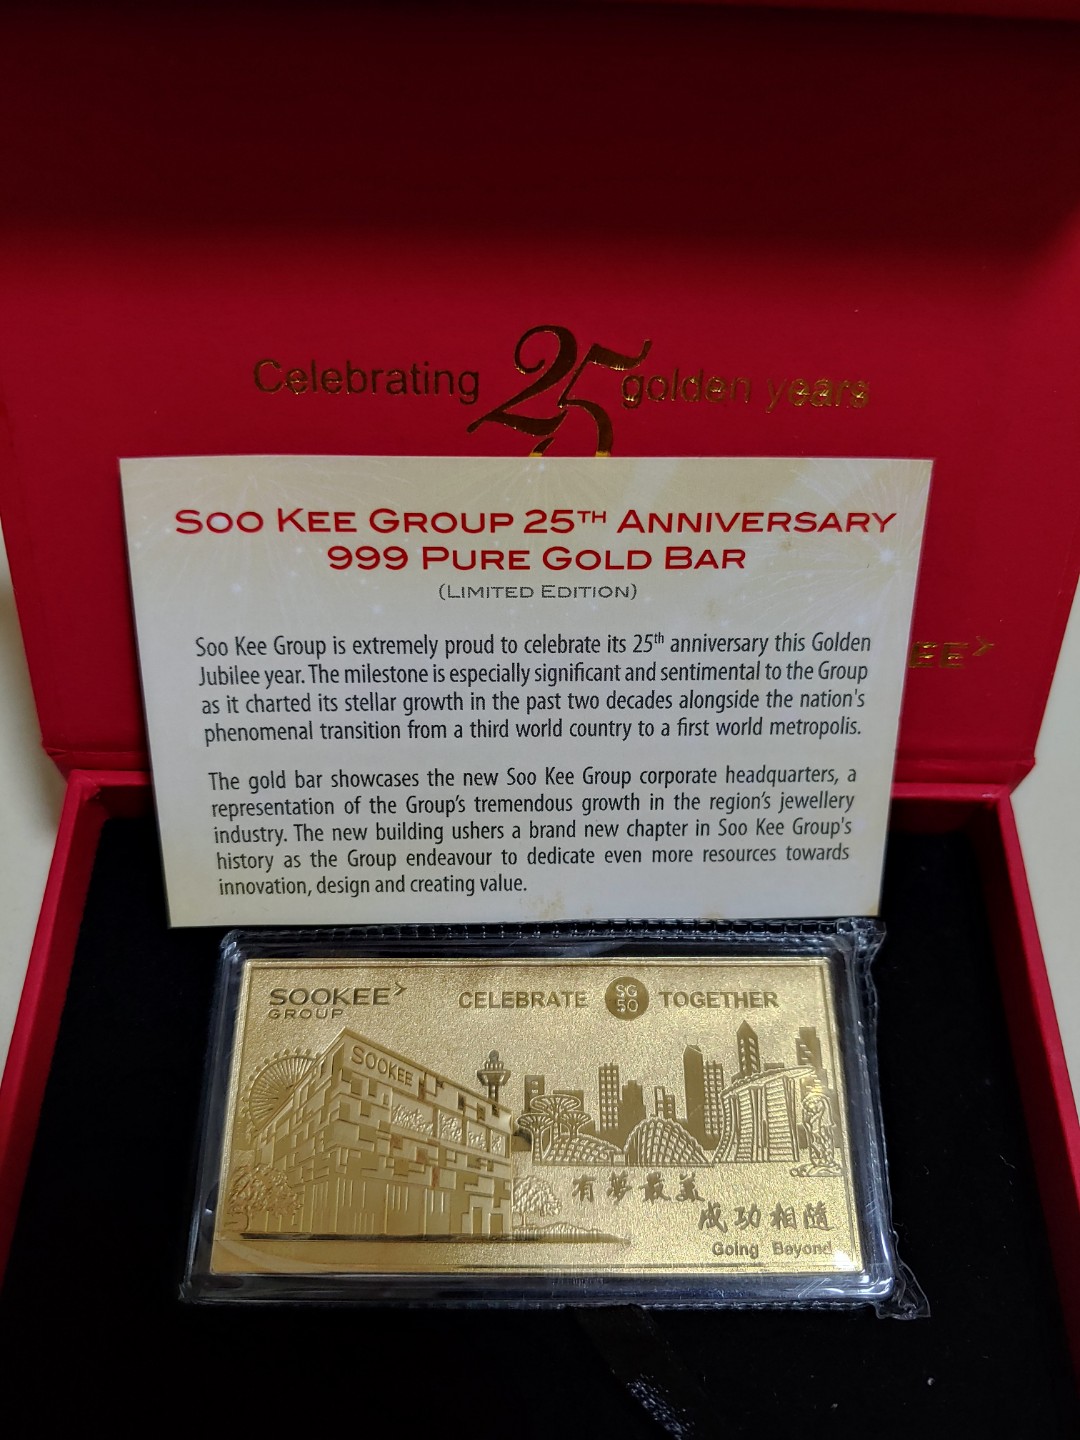 Celebrating 25 golden years
SOO KEE GROUP 25TH ANNIVERSARY
999 PURE GOLD BAR
(LIMITED EDITION)
Soo Kee Group is extremely proud to celebrate its 25th anniversary this Golden
Jubilee year. The milestone is especially significant and sentimental to the Group
as it charted its stellar growth in the past two decades alongside the nation's
phenomenal transition from a third world country to a first world metropolis.
EE
The gold bar showcases the new Soo Kee Group corporate headquarters, a
representation of the Group's tremendous growth in the region's jewellery
industry. The new building ushers a brand new chapter in Soo Kee Group's
history as the Group endeavour to dedicate even more resources towards
innovation, design and creating value.
SOOKEE
GROUP
CELEBRATE SG 50 TOGETHER
SOOKEE
有夢最美
成功相隨
Going Beyond